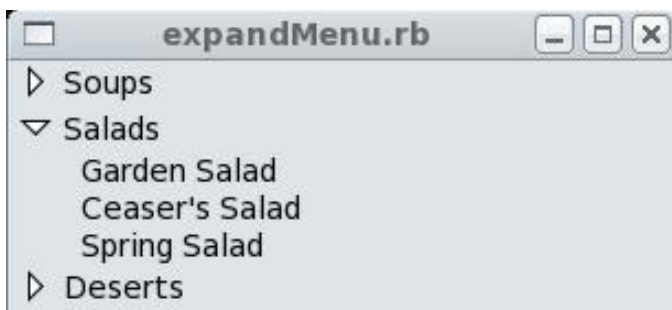 expandMenu.rb
Soups
Salads
Garden Salad
Ceaser's Salad
Spring Salad
Deserts